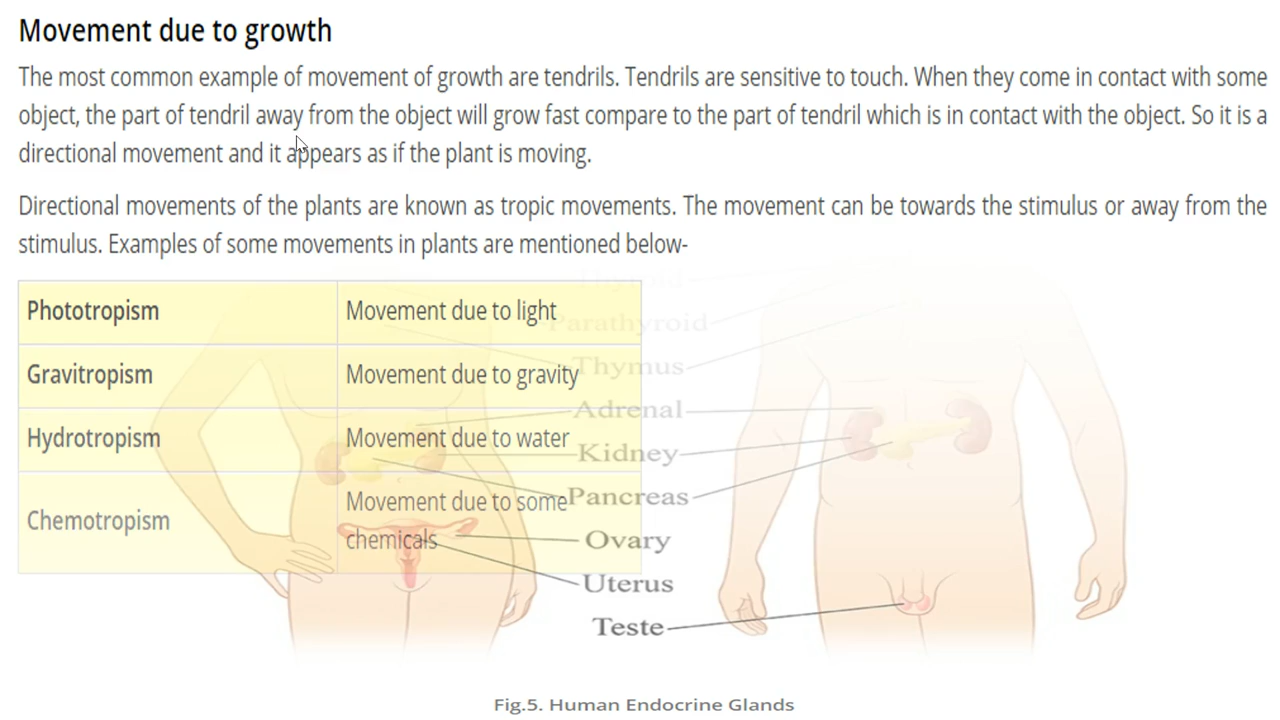 Movement due to growth
The most common example of movement of growth are tendrils. Tendrils are sensitive to touch. When they come in contact with some
object, the part of tendril away from the object will grow fast compare to the part of tendril which is in contact with the object. So it is a
directional movement and it appears as if the plant is moving.
Directional movements of the plants are known as tropic movements. The movement can be towards the stimulus or away from the
stimulus. Examples of some movements in plants are mentioned below-
Phototropism
Movement due to light
Gravitropism
Movement due to gravity
Hydrotropism
Movement due to water
Chemotropism
Movement due to some
chemicals
Thyroid
Parathyroid
Thymus
Adrenal
Kidney
Pancreas
Ovary
Uterus
Teste
Fig.5. Human Endocrine Glands